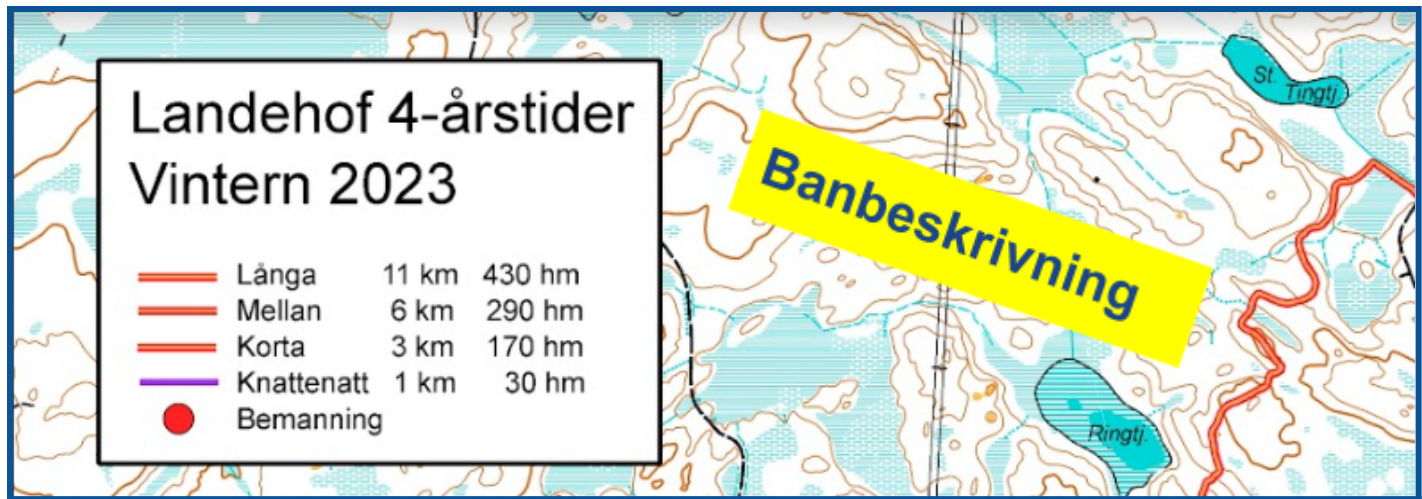 Landehof 4-årstider
Vintern 2023
Långa 11 km 430 hm
Mellan 6 km 290 hm
Korta 3 km 170 hm
Knattenatt 1 km 30 hm
Bemanning
Banbeskrivning
St.
Tingtj.
Ringtj.